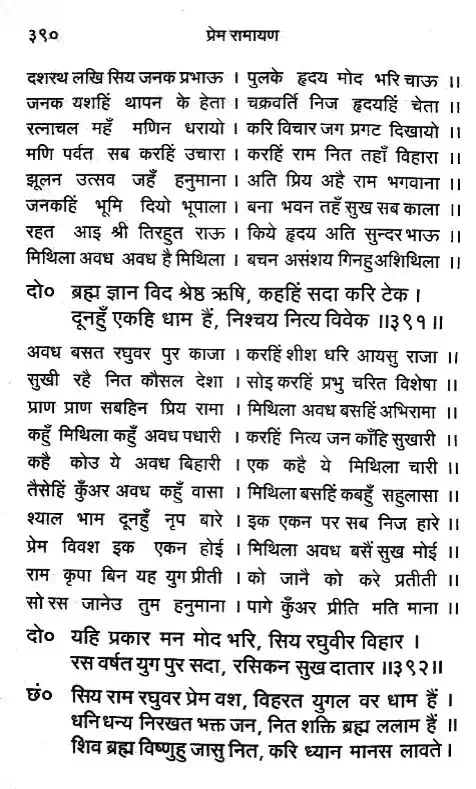 ३९०
प्रेम रामायण
दशरथ लखि सिय जनक प्रभाऊ । पुलके हृदय मोद भरि चाऊ ॥
जनक यशहिं थापन के हेता । चक्रवर्ति निज हृदयहिं चेता ॥
रत्नाचल महँ मणिन धरायो । करि विचार जग प्रगट दिखायो ॥
मणि पर्वत सब करहिं उचारा । करहिं राम नित तहाँ विहारा ॥
झूलन उत्सव जहँ हनुमाना । अति प्रिय अहै राम भगवाना ॥
जनकहिं भूमि दियो भूपाला । बना भवन तहँ सुख सब काला ॥
रहत आइ श्री तिरहुत राऊ । किये हृदय अति सुन्दर भाऊ ॥
मिथिला अवध अवध है मिथिला । बचन असंशय गिनहु अशिथिला ॥
दो० ब्रह्म ज्ञान विद श्रेष्ठ ऋषि, कहहिं सदा करि टेक ।
दूनहुँ एकहि धाम हैं, निश्चय नित्य विवेक ॥३९१॥
अवध बसत रघुवर पुर काजा । करहिं शीश धरि आयसु राजा ॥
सुखी रहै नित कौसल देशा । सोइ करहिं प्रभु चरित विशेषा ॥
प्राण प्राण सबहिन प्रिय रामा । मिथिला अवध बसहिं अभिरामा ॥
कहुँ मिथिला कहुँ अवध पधारी । करहिं नित्य जन काँहि सुखारी ॥
कहै कोउ ये अवध बिहारी । एक कहै ये मिथिला चारी ॥
तैसेहिं कुँअर अवध कहुँ वासा । मिथिला बसहिं कबहुँ सहुलासा ॥
श्याल भाम दूनहुँ नृप बारे । इक एकन पर सब निज हारे ॥
प्रेम विवश इक एकन होई । मिथिला अवध बसैं सुख मोई ॥
राम कृपा बिन यह युग प्रीती । को जानै को करे प्रतीती ॥
सो रस जानेउ तुम हनुमाना । पागे कुँअर प्रीति मति माना ॥
दो० यहि प्रकार मन मोद भरि, सिय रघुवीर विहार ।
रस वर्षत युग पुर सदा, रसिकन सुख दातार ॥३९२॥
छं० सिय राम रघुवर प्रेम वश, विहरत युगल वर धाम हैं ।
धनि धन्य निरखत भक्त जन, नित शक्ति ब्रह्म ललाम हैं ॥
शिव ब्रह्म विष्णुहु जासु नित, करि ध्यान मानस लावते ।